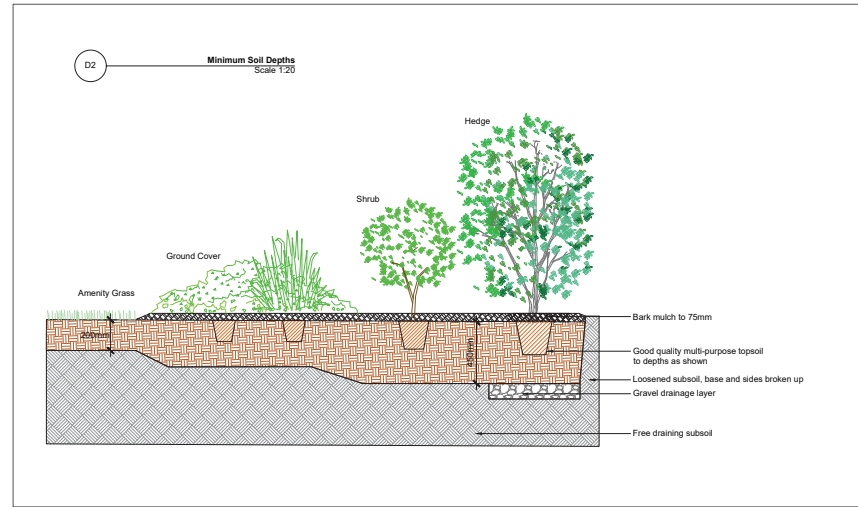 D2
Minimum Soil Depths
Scale 1:20
Hedge
Shrub
Ground Cover
Amenity Grass
200mm
450mm
Bark mulch to 75mm
Good quality multi-purpose topsoil
to depths as shown
Loosened subsoil, base and sides broken up
Gravel drainage layer
Free draining subsoil